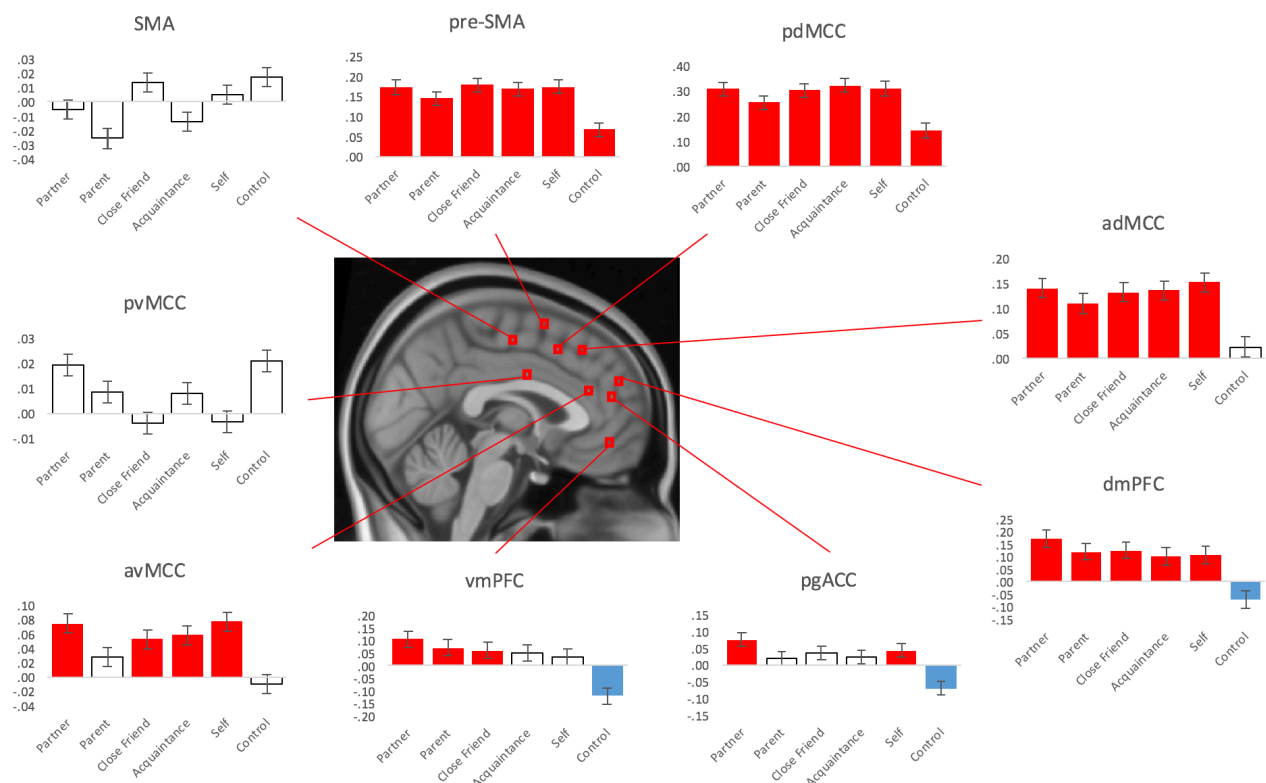 SMA
.03
.02
.01
.00
-.01
-.02
-.03
-.04
Partner
Parent
Close Friend
Acquaintance
Self
Control
pre-SMA
.25
.20
.15
.10
.05
.00
Partner
Parent
Close Friend
Acquaintance
Self
Control
pdMCC
.40
.30
.20
.10
.00
Partner
Parent
Close Friend
Acquaintance
Self
Control
adMCC
.20
.15
.10
.05
.00
Partner
Parent
Close Friend
Acquaintance
Self
Control
pvMCC
.03
.02
.01
.00
-.01
Partner
Parent
Close Friend
Acquaintance
Self
Control
dmPFC
.25
.20
.15
.10
.05
.00
-.05
-.10
-.15
Partner
Parent
Close Friend
Acquaintance
Self
Control
avMCC
.10
.08
.06
.04
.02
.00
-.02
-.04
Partner
Parent
Close Friend
Acquaintance
Self
Control
vmPFC
.20
.15
.10
.05
.00
-.05
-.10
-.15
-.20
Partner
Parent
Close Friend
Acquaintance
Self
Control
pgACC
.15
.10
.05
.00
-.05
-.10
-.15
Partner
Parent
Close Friend
Acquaintance
Self
Control